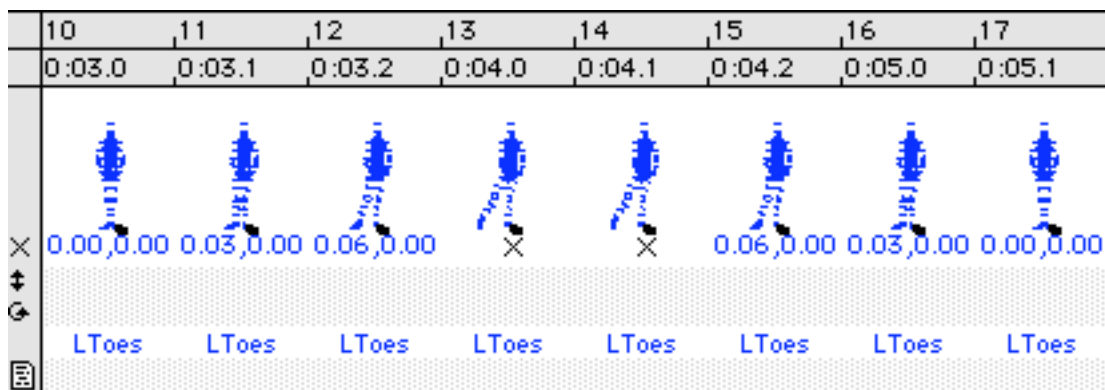 10 11 12 13 14 15 16 17
0:03.0 0:03.1 0:03.2 0:04.0 0:04.1 0:04.2 0:05.0 0:05.1
0.00,0.00 0.03,0.00 0.06,0.00 X X 0.06,0.00 0.03,0.00 0.00,0.00
LToes LToes LToes LToes LToes LToes LToes LToes